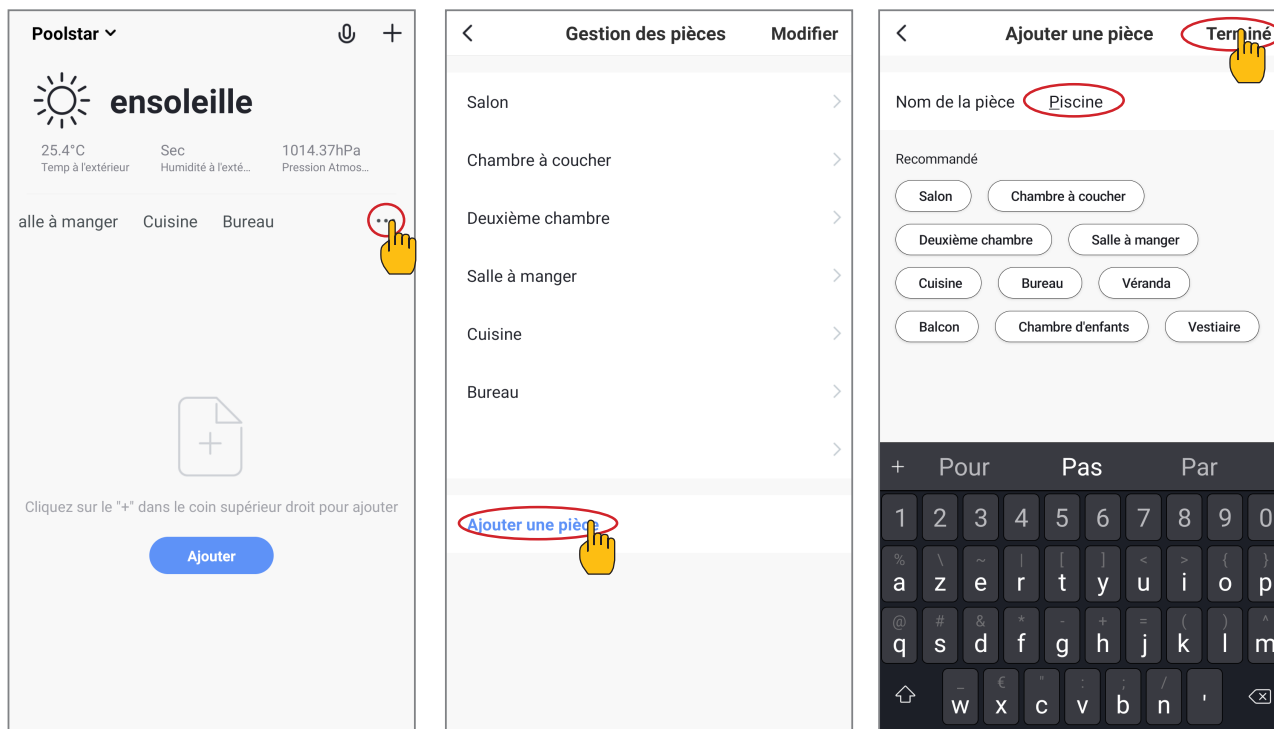 Poolstar
ensoleille
25.4°C Sec 1014.37hPa
Temp à l'extérieur Humidité à l'exté... Pression Atmos...
alle à manger Cuisine Bureau
Cliquez sur le "+" dans le coin supérieur droit pour ajouter
Ajouter
Gestion des pièces Modifier
Salon
Chambre à coucher
Deuxième chambre
Salle à manger
Cuisine
Bureau
Ajouter une pièce
Ajouter une pièce Terminé
Nom de la pièce Piscine
Recommandé
Salon Chambre à coucher
Deuxième chambre Salle à manger
Cuisine Bureau Véranda
Balcon Chambre d'enfants Vestiaire
+ Pour Pas Par
1 2 3 4 5 6 7 8 9 0
% \ ~ | [ ] < > { }
a z e r t y u i o p
@ # & * - + = ( ) ^
q s d f g h j k l m
_ € " : ; /
w x c v b n '